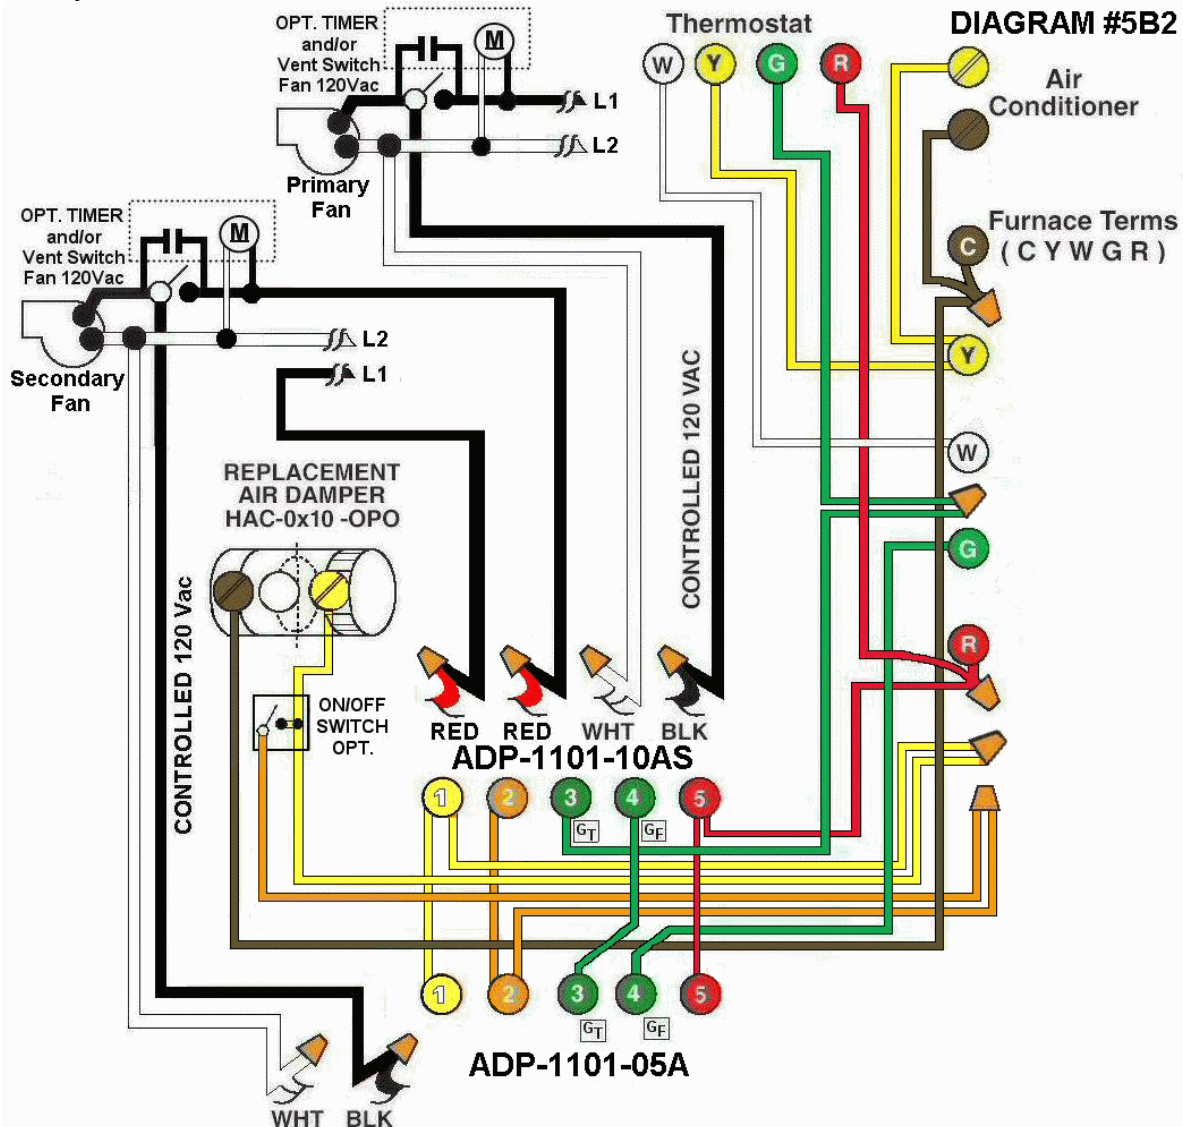 DIAGRAM #5B2
OPT. TIMER
and/or
Vent Switch
Fan 120Vac
M
L1
L2
Primary
Fan
Thermostat
W Y G R
Air
Conditioner
Furnace Terms
( C Y W G R )
C
Y
W
G
R
OPT. TIMER
and/or
Vent Switch
Fan 120Vac
M
L2
L1
Secondary
Fan
REPLACEMENT
AIR DAMPER
HAC-0x10 -OPO
CONTROLLED 120 VAC
CONTROLLED 120 Vac
ON/OFF
SWITCH
OPT.
RED RED WHT BLK
ADP-1101-10AS
1 2 3 4 5
GT GF
1 2 3 4 5
GT GF
ADP-1101-05A
WHT BLK